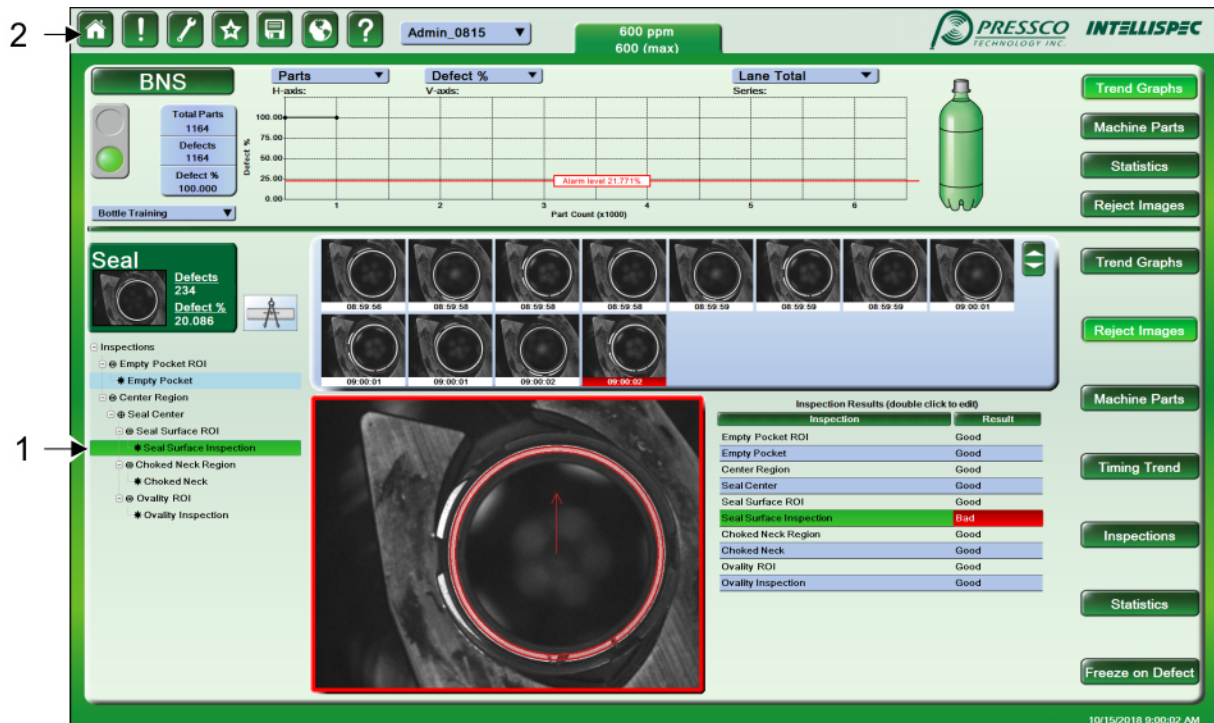 2
Admin_0815
600 ppm
600 (max)
PRESSCO
TECHNOLOGY INC.
INTELLISPEC
BNS
Total Parts
1164
Defects
1164
Defect %
100.000
Bottle Training
Parts
H-axis:
Defect %
V-axis:
Lane Total
Series:
Defect %
100.00
75.00
50.00
25.00
0.00
Alarm level 21.771%
1 2 3 4 5 6
Part Count (x1000)
Trend Graphs
Machine Parts
Statistics
Reject Images
Seal
Defects
234
Defect %
20.086
08:59:56 08:59:58 08:59:58 08:59:58 08:59:59 08:59:59 08:59:59 09:00:01
09:00:01 09:00:01 09:00:02 09:00:02
1
Inspections
Empty Pocket ROI
Empty Pocket
Center Region
Seal Center
Seal Surface ROI
Seal Surface Inspection
Choked Neck Region
Choked Neck
Ovality ROI
Ovality Inspection
Inspection Results (double click to edit)
Inspection Result
Empty Pocket ROI Good
Empty Pocket Good
Center Region Good
Seal Center Good
Seal Surface ROI Good
Seal Surface Inspection Bad
Choked Neck Region Good
Choked Neck Good
Ovality ROI Good
Ovality Inspection Good
Trend Graphs
Reject Images
Machine Parts
Timing Trend
Inspections
Statistics
Freeze on Defect
10/15/2018 9:00:02 AM